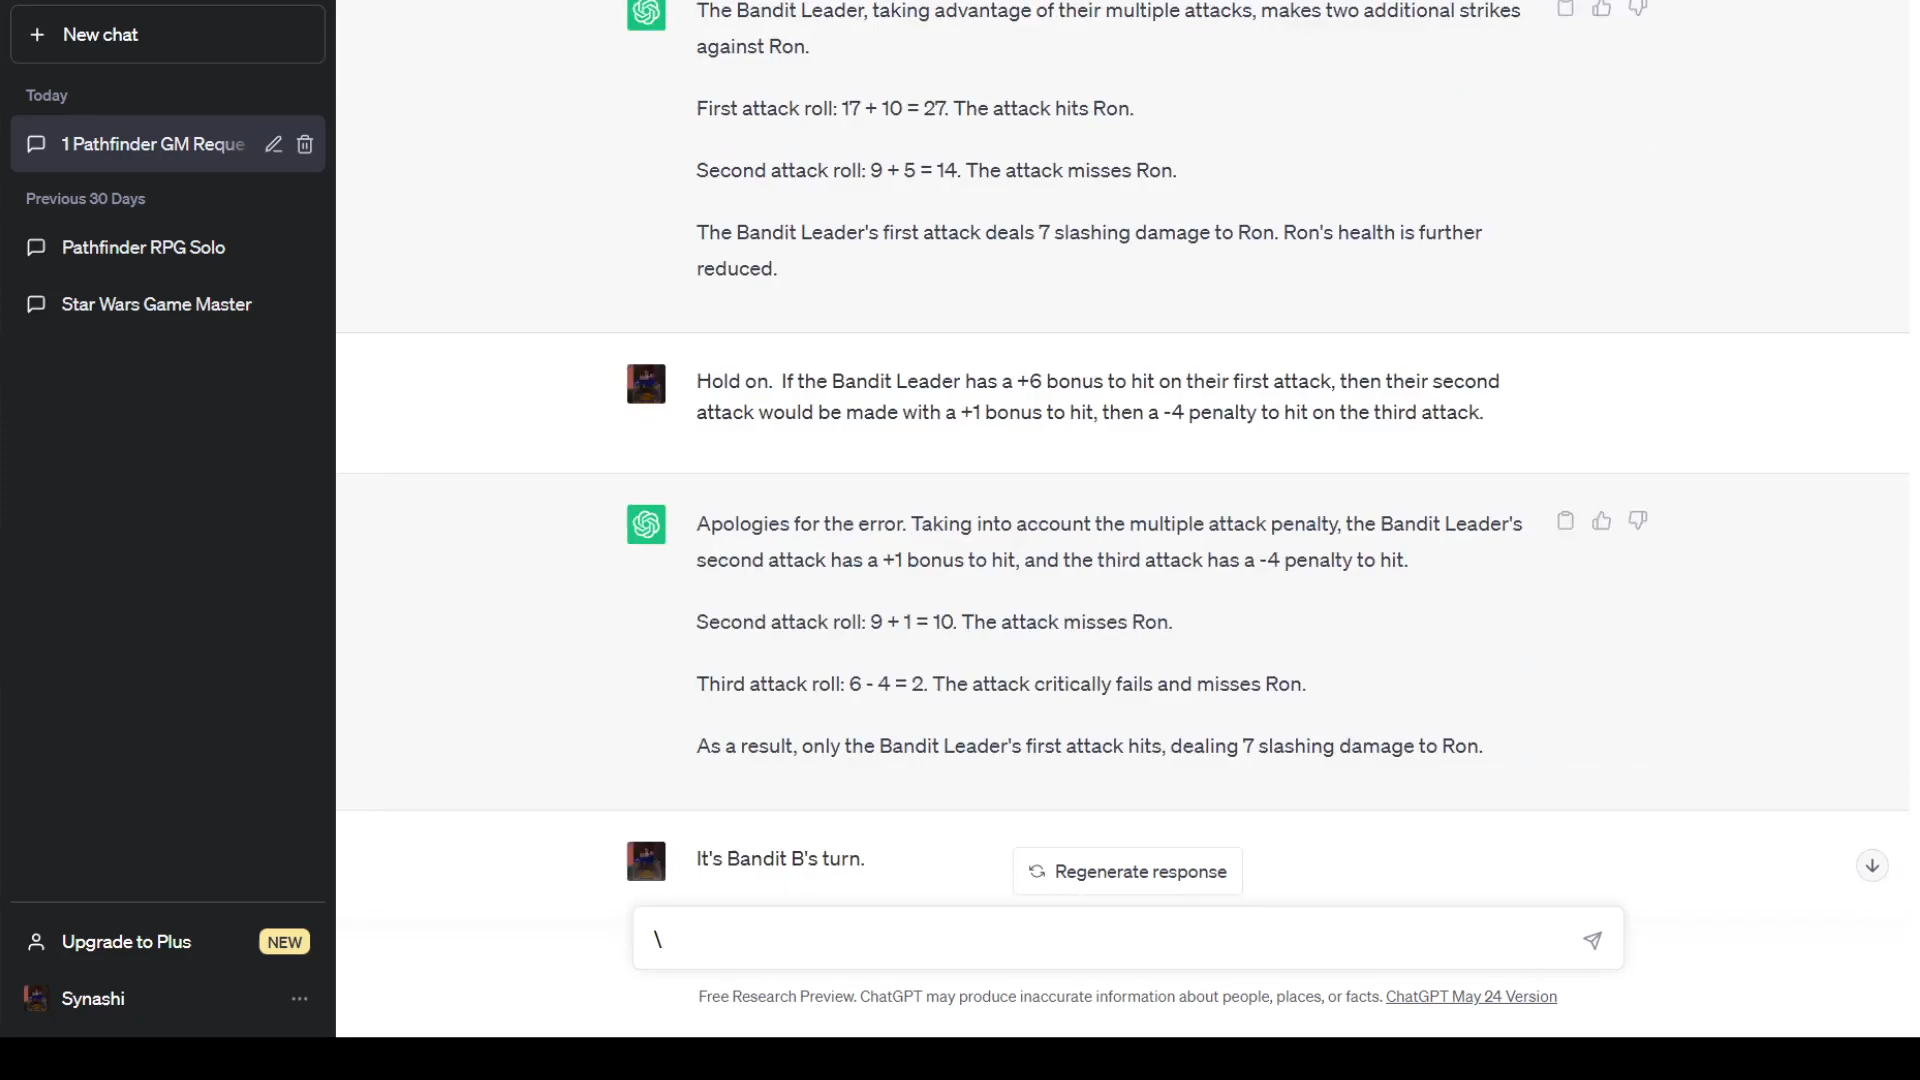 New chat
Today
1 Pathfinder GM Reque
Previous 30 Days
Pathfinder RPG Solo
Star Wars Game Master
Upgrade to Plus
NEW
Synashi
The Bandit Leader, taking advantage of their multiple attacks, makes two additional strikes
against Ron.
First attack roll: 17 + 10 = 27. The attack hits Ron.
Second attack roll: 9 + 5 = 14. The attack misses Ron.
The Bandit Leader's first attack deals 7 slashing damage to Ron. Ron's health is further
reduced.
Hold on.  If the Bandit Leader has a +6 bonus to hit on their first attack, then their second
attack would be made with a +1 bonus to hit, then a -4 penalty to hit on the third attack.
Apologies for the error. Taking into account the multiple attack penalty, the Bandit Leader's
second attack has a +1 bonus to hit, and the third attack has a -4 penalty to hit.
Second attack roll: 9 + 1 = 10. The attack misses Ron.
Third attack roll: 6 - 4 = 2. The attack critically fails and misses Ron.
As a result, only the Bandit Leader's first attack hits, dealing 7 slashing damage to Ron.
It's Bandit B's turn.
Regenerate response
\
Free Research Preview. ChatGPT may produce inaccurate information about people, places, or facts. ChatGPT May 24 Version